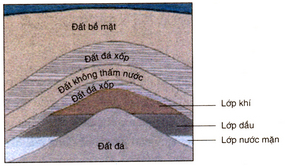 Đất bề mặt
Đất đá xốp
Đất không thấm nước
Đất đá xốp
Lớp khí
Lớp dầu
Lớp nước mặn
Đất đá